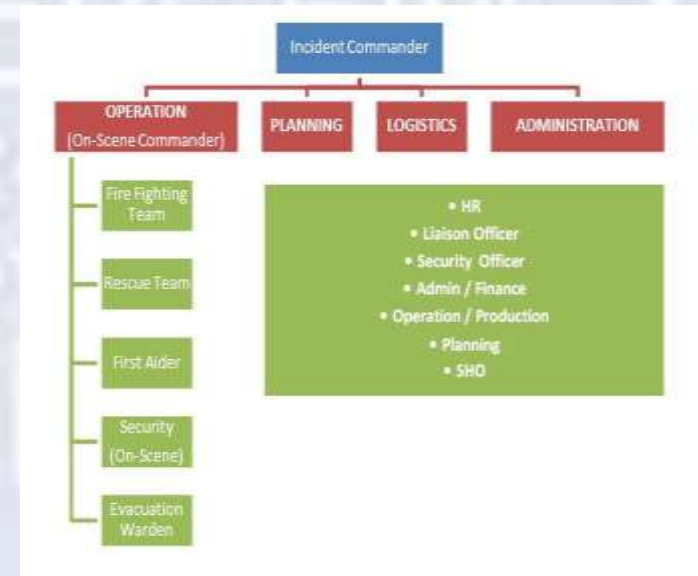 Incident Commander
OPERATION
(On-Scene Commander)
PLANNING
LOGISTICS
ADMINISTRATION
Fire Fighting
Team
Rescue Team
First Aider
Security
(On-Scene)
Evacuation
Warden
• HR
• Liaison Officer
• Security Officer
• Admin / Finance
• Operation / Production
• Planning
• SHO